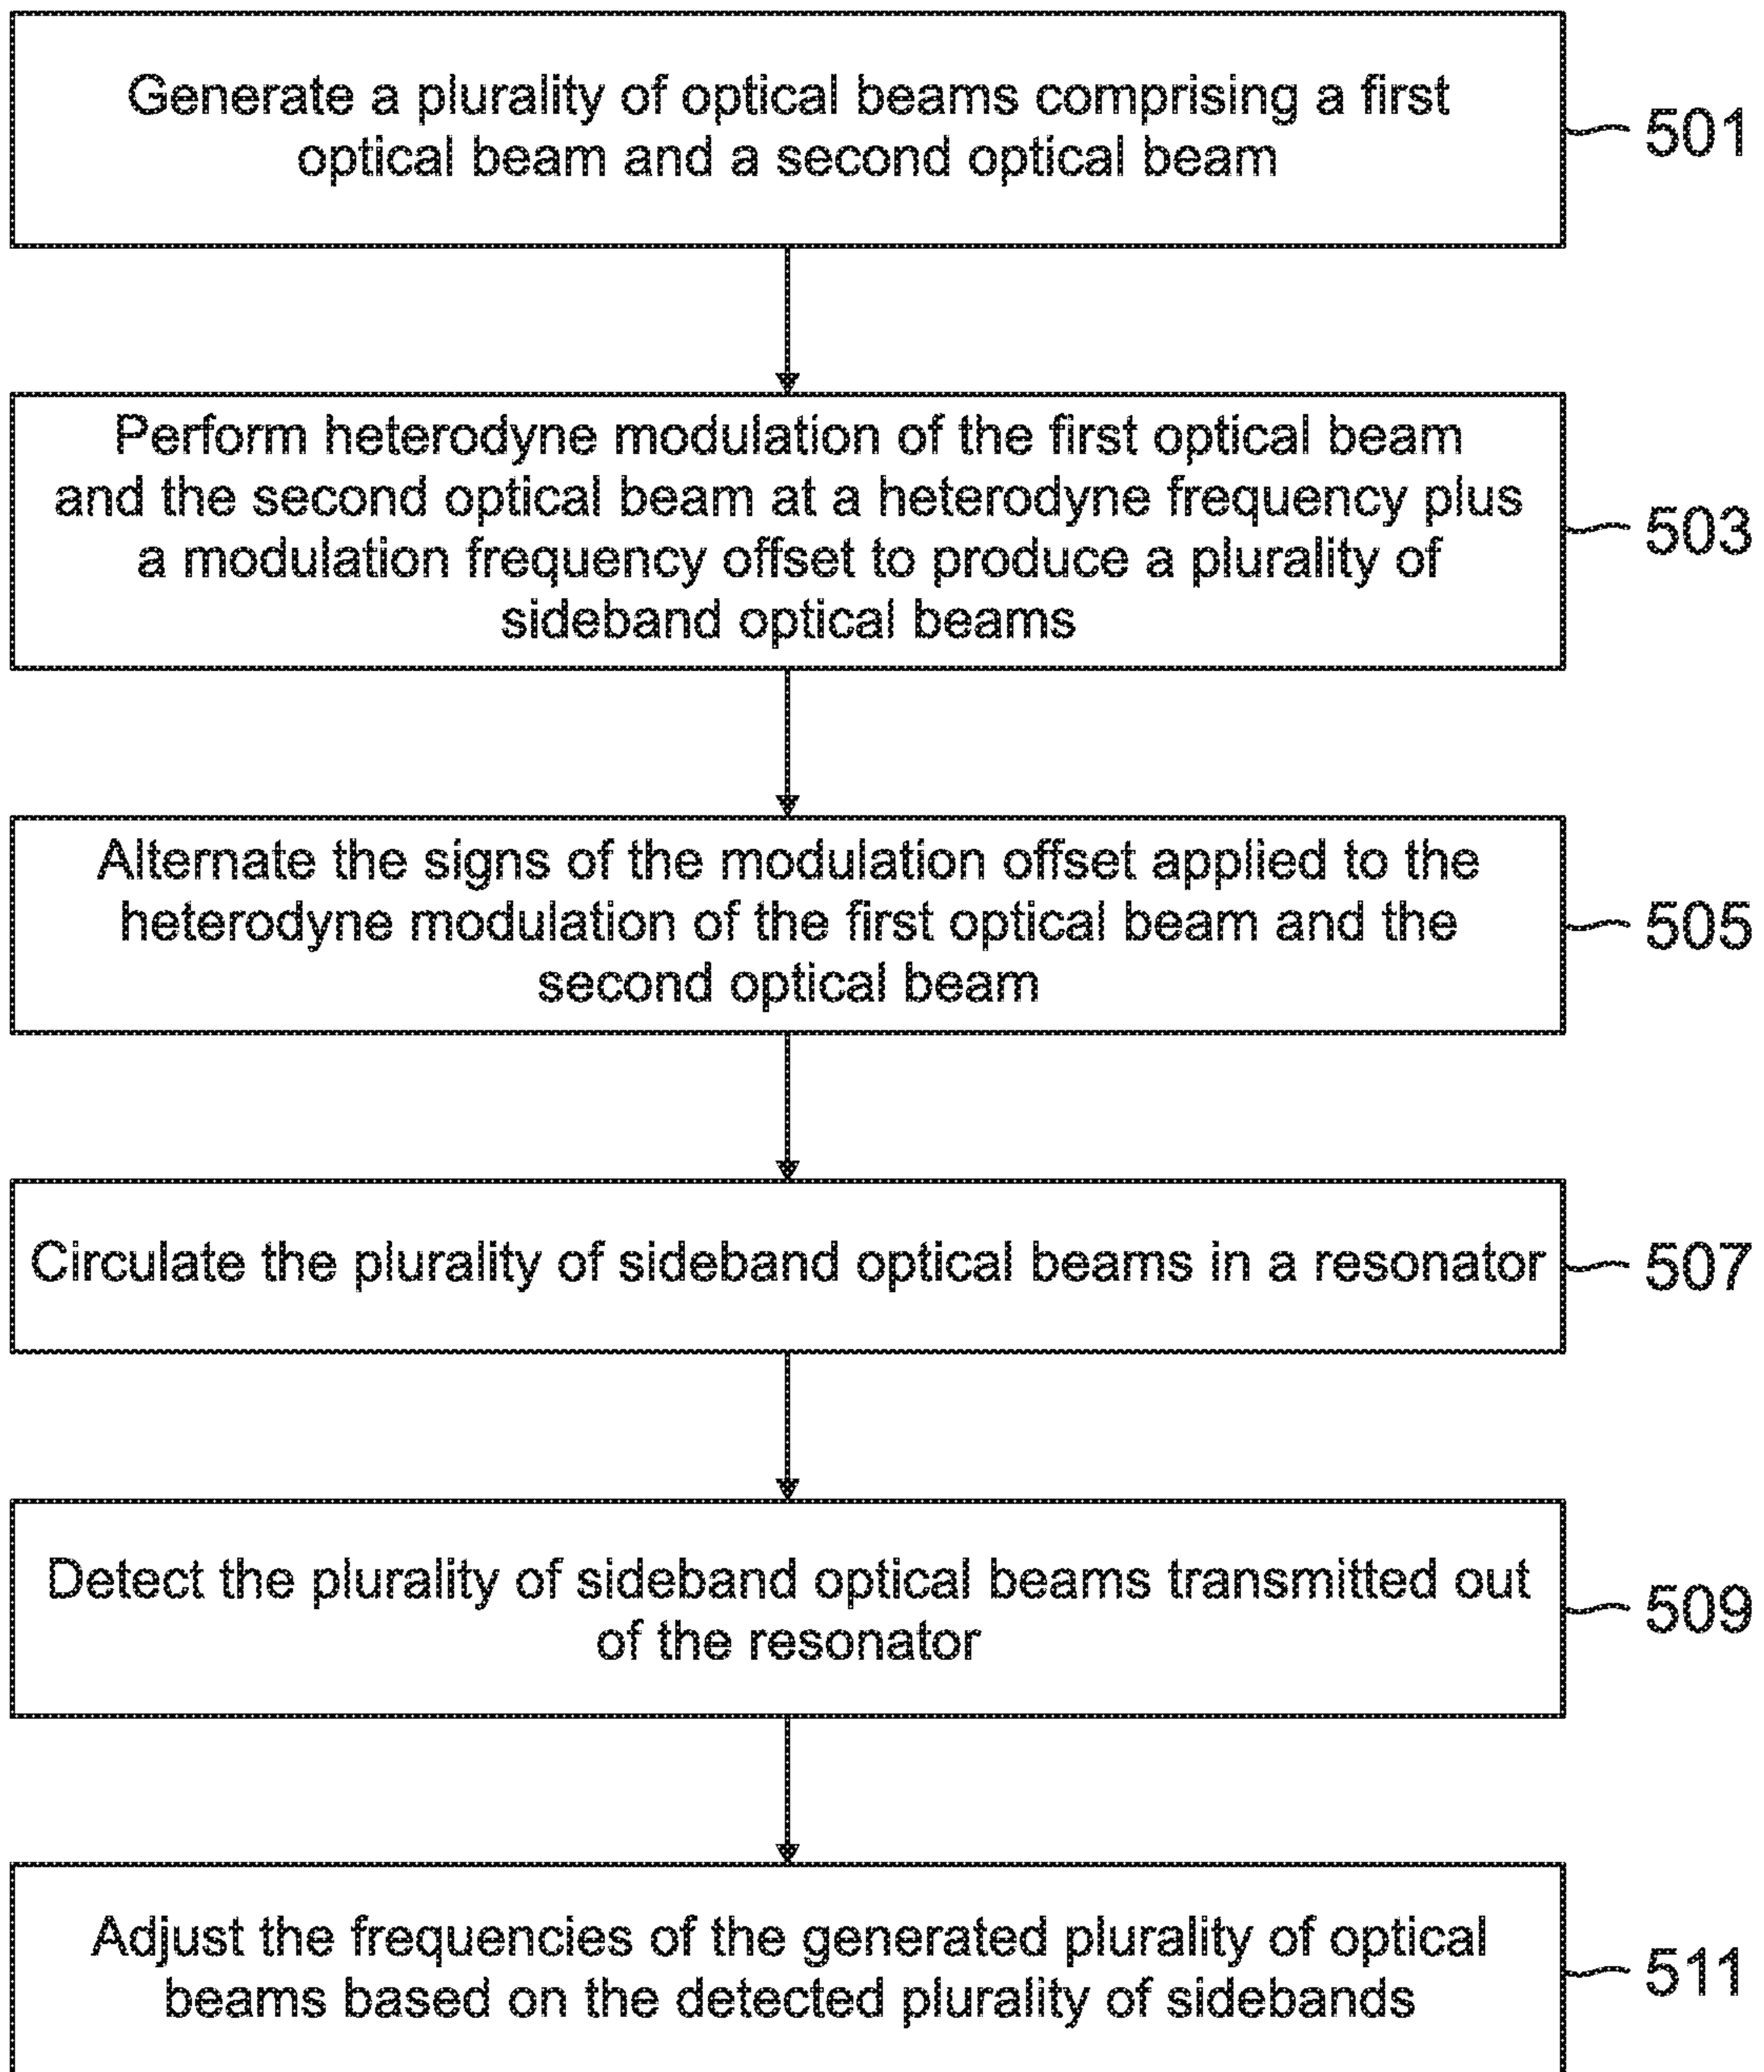 Generate a plurality of optical beams comprising a first
optical beam and a second optical beam
501
Perform heterodyne modulation of the first optical beam
and the second optical beam at a heterodyne frequency plus
a modulation frequency offset to produce a plurality of
sideband optical beams
503
Alternate the signs of the modulation offset applied to the
heterodyne modulation of the first optical beam and the
second optical beam
505
Circulate the plurality of sideband optical beams in a resonator
507
Detect the plurality of sideband optical beams transmitted out
of the resonator
509
Adjust the frequencies of the generated plurality of optical
beams based on the detected plurality of sidebands
511